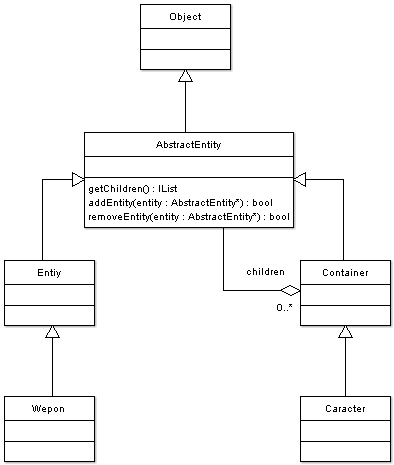 Object
AbstractEntity
getChildren() : IList
addEntity(entity : AbstractEntity*) : bool
removeEntity(entity : AbstractEntity*) : bool
children
Entiy
Container
0..*
Wepon
Caracter